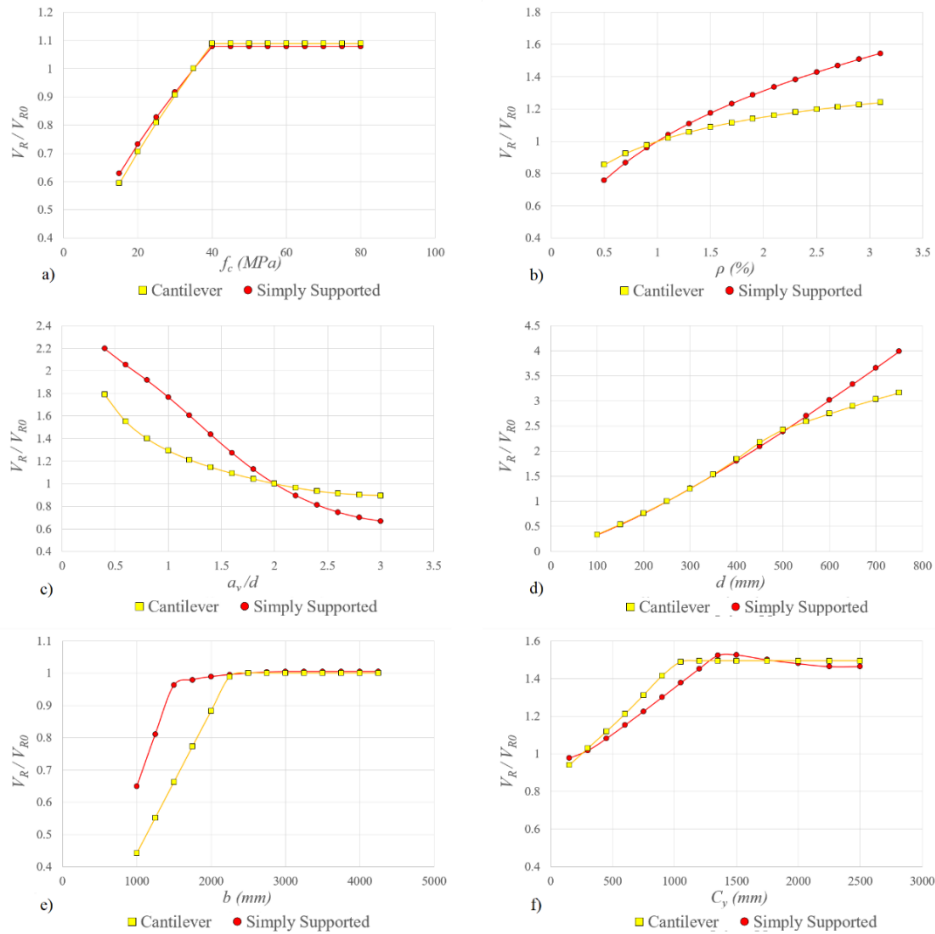 1.2
1.1
1
0.9
0.8
0.7
0.6
0.5
0.4
V_R / V_R0
0 20 40 60 80 100
a) f_c (MPa)
Cantilever Simply Supported
1.8
1.6
1.4
1.2
1
0.8
0.6
0.4
V_R / V_R0
0 0.5 1 1.5 2 2.5 3 3.5
b) ρ (%)
Cantilever Simply Supported
2.4
2.2
2
1.8
1.6
1.4
1.2
1
0.8
0.6
0.4
V_R / V_R0
0 0.5 1.0 1.5 2.0 2.5 3.0 3.5
c) a_v/d
Cantilever Simply Supported
4.5
4
3.5
3
2.5
2
1.5
1
0.5
0
V_R / V_R0
0 100 200 300 400 500 600 700 800
d) d (mm)
Cantilever Simply Supported
1.1
1
0.9
0.8
0.7
0.6
0.5
0.4
V_R / V_R0
0 1000 2000 3000 4000 5000
e) b (mm)
Cantilever Simply Supported
1.6
1.4
1.2
1
0.8
0.6
0.4
V_R / V_R0
0 500 1000 1500 2000 2500 3000
f) C_y (mm)
Cantilever Simply Supported